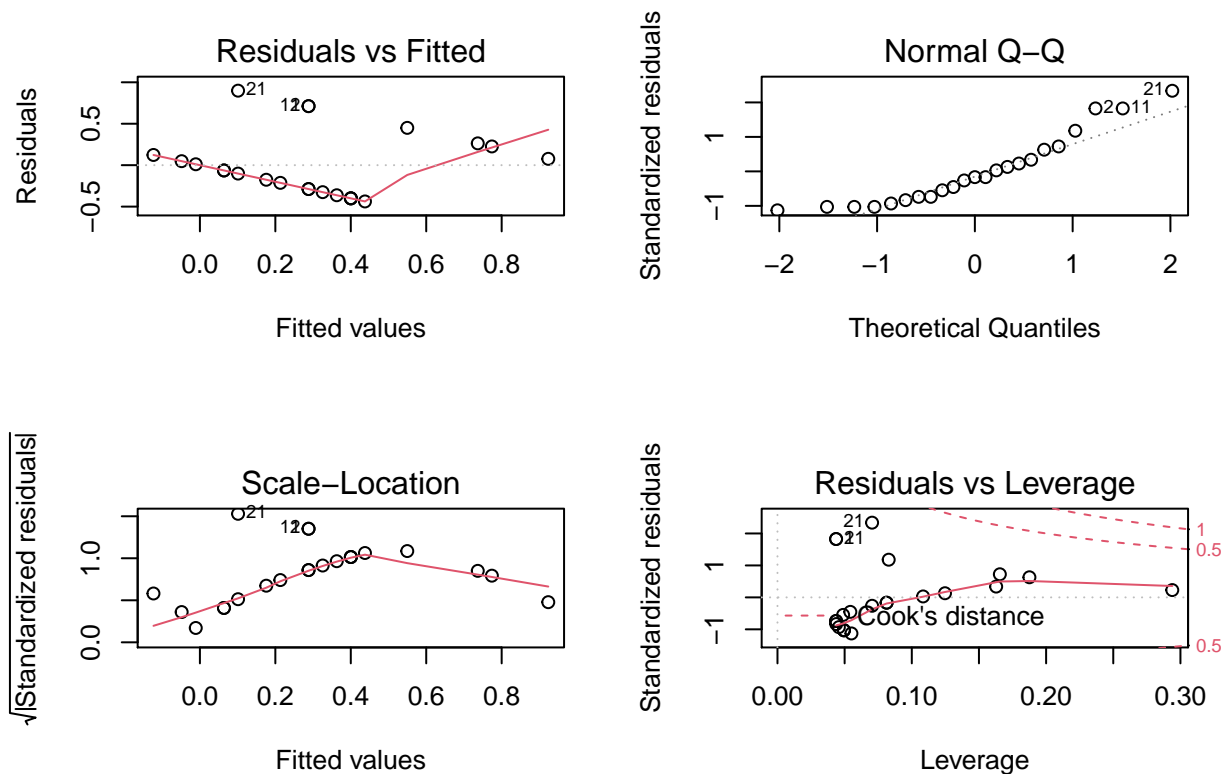 Residuals vs Fitted
Residuals
−0.5 0.5
21
12
0.0 0.2 0.4 0.6 0.8
Fitted values
Normal Q−Q
Standardized residuals
−1 1
21
2 11
−2 −1 0 1 2
Theoretical Quantiles
Scale−Location
√|Standardized residuals|
0.0 1.0
21
0.0 0.2 0.4 0.6 0.8
Fitted values
Residuals vs Leverage
Standardized residuals
−1 1
21
Cook's distance
1
0.5
0.5
0.00 0.10 0.20 0.30
Leverage